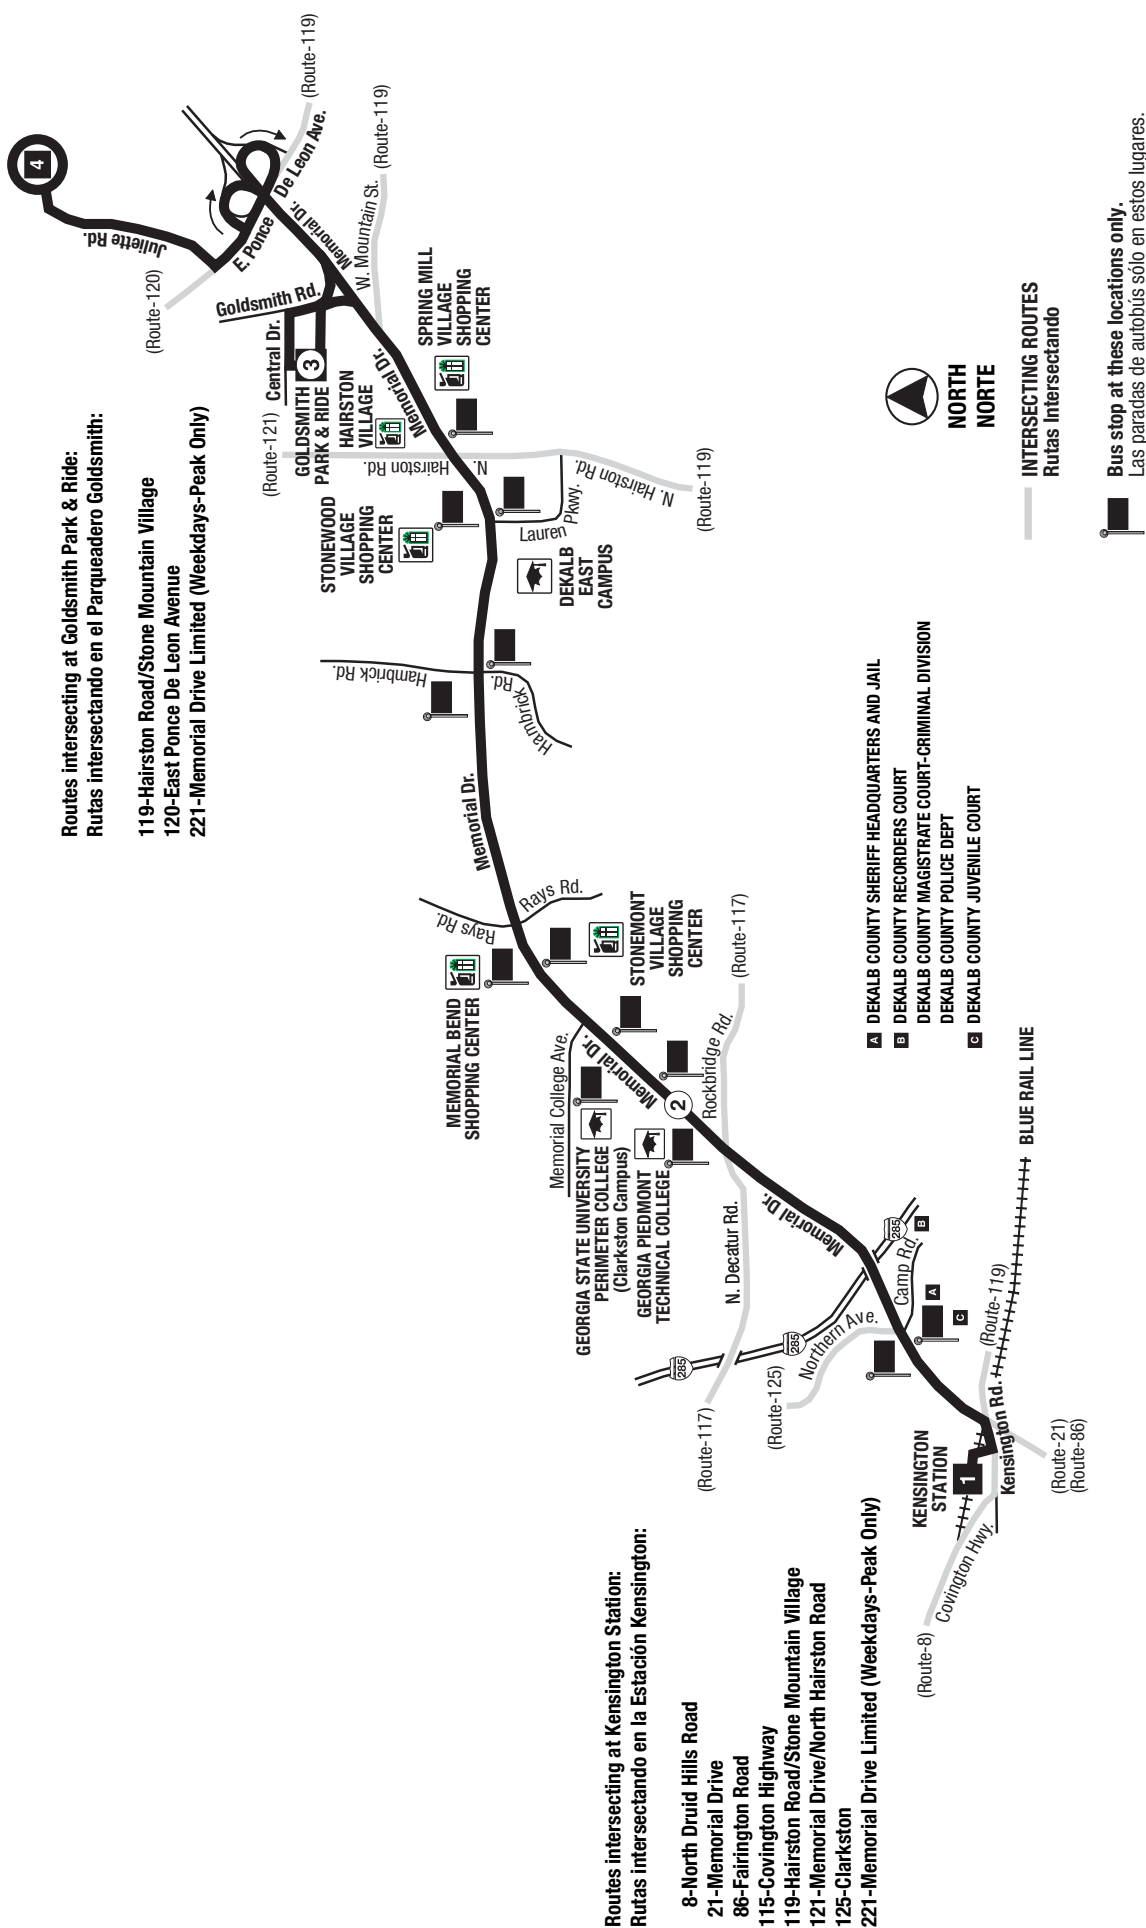 Routes intersecting at Goldsmith Park & Ride:
Rutas intersectando en el Parqueadero Goldsmith:
119-Hairston Road/Stone Mountain Village
120-East Ponce De Leon Avenue
221-Memorial Drive Limited (Weekdays-Peak Only)
Routes intersecting at Kensington Station:
Rutas intersectando en la Estación Kensington:
8-North Druid Hills Road
21-Memorial Drive
86-Fairington Road
115-Covington Highway
119-Hairston Road/Stone Mountain Village
121-Memorial Drive/North Hairston Road
125-Clarkston
221-Memorial Drive Limited (Weekdays-Peak Only)
(Route-8)
Covington Hwy.
KENSINGTON
STATION
1
Kensington Rd.
(Route-21)
(Route-86)
(Route-119)
BLUE RAIL LINE
(Route-125)
Northern Ave.
Camp Rd.
A
B
C
285
285
285
(Route-117)
N. Decatur Rd.
Memorial Dr.
Rockbridge Rd.
(Route-117)
2
GEORGIA PIEDMONT
TECHNICAL COLLEGE
GEORGIA STATE UNIVERSITY
PERIMETER COLLEGE
(Clarkston Campus)
Memorial College Ave.
Memorial Dr.
MEMORIAL BEND
SHOPPING CENTER
STONEMONT
VILLAGE
SHOPPING
CENTER
Rays Rd.
Rays Rd.
Memorial Dr.
Hambrick Rd.
Hambrick
Rd.
STONEWOOD
VILLAGE
SHOPPING
CENTER
DEKALB
EAST
CAMPUS
Lauren
Pkwy.
N.
Hairston Rd.
(Route-121)
N. Hairston Rd.
(Route-119)
HAIRSTON
VILLAGE
Memorial Dr.
SPRING MILL
VILLAGE
SHOPPING
CENTER
GOLDSMITH
PARK & RIDE
3
Central Dr.
Goldsmith Rd.
W. Mountain St.
(Route-119)
Memorial Dr.
Memorial Dr.
E. Ponce
De Leon Ave.
(Route-119)
(Route-120)
Juliette Rd.
4
A DEKALB COUNTY SHERIFF HEADQUARTERS AND JAIL
B DEKALB COUNTY RECORDERS COURT
DEKALB COUNTY MAGISTRATE COURT-CRIMINAL DIVISION
DEKALB COUNTY POLICE DEPT
C DEKALB COUNTY JUVENILE COURT
NORTH
NORTE
INTERSECTING ROUTES
Rutas Intersectando
Bus stop at these locations only.
Las paradas de autobús sólo en estos lugares.